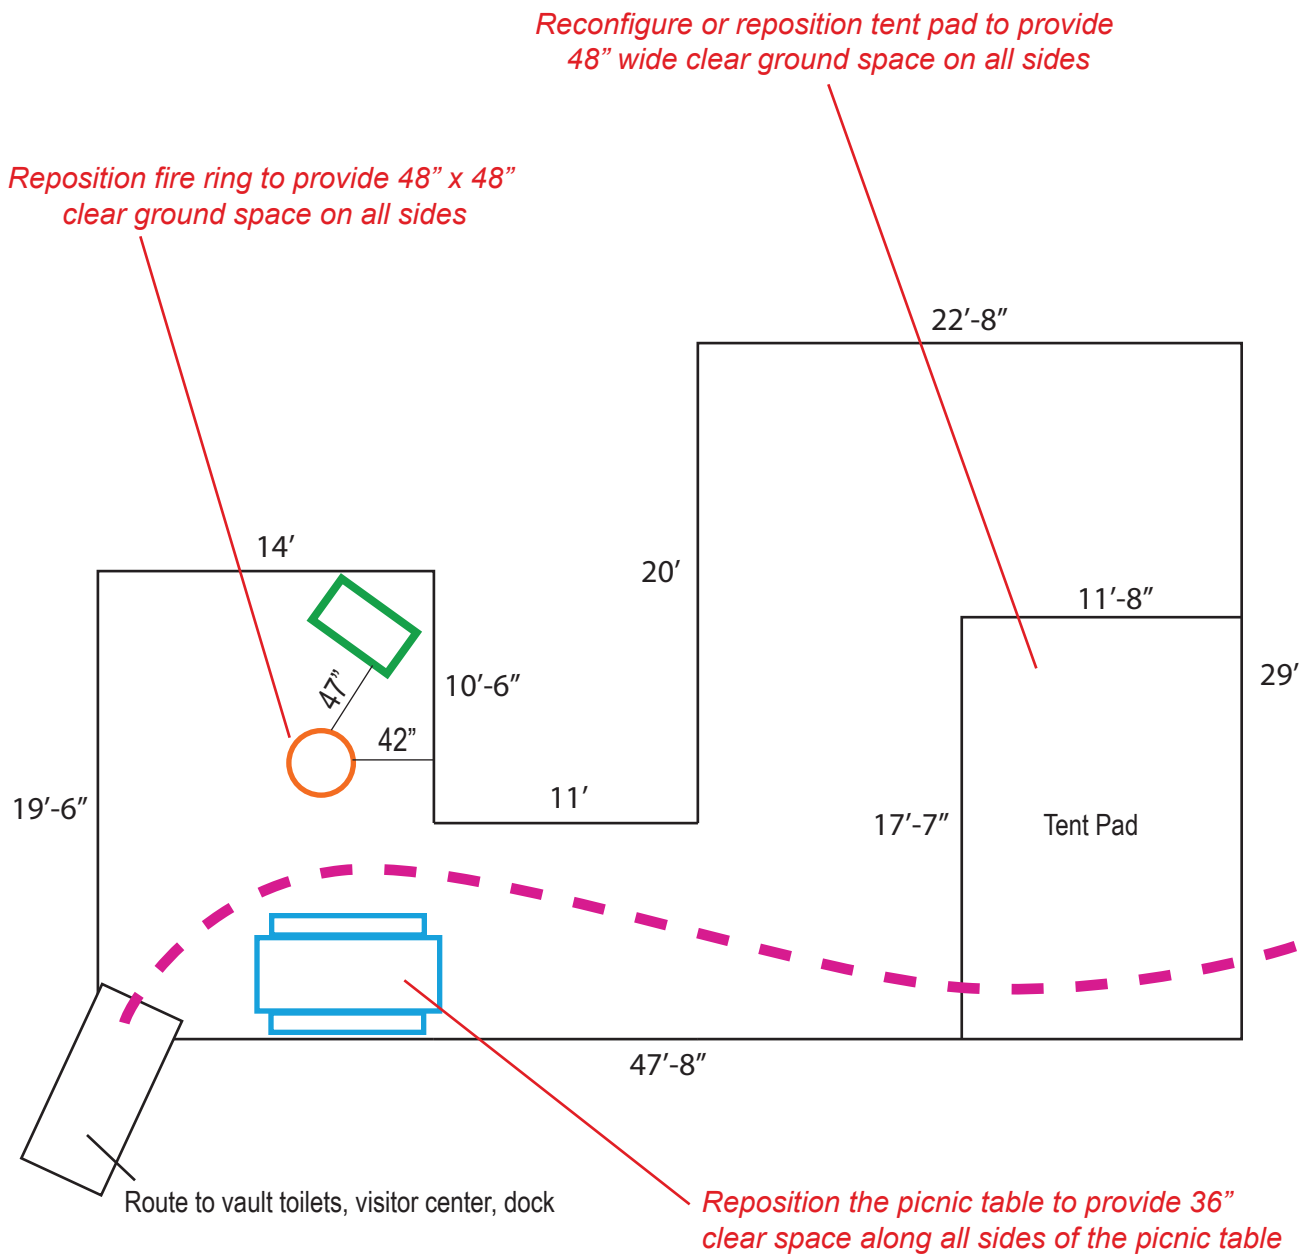 Reconfigure or reposition tent pad to provide
48” wide clear ground space on all sides
Reposition fire ring to provide 48” x 48”
clear ground space on all sides
22’-8”
14’
20’
11’-8”
29’
10’-6”
47”
42”
11’
19’-6”
17’-7”
Tent Pad
47’-8”
Route to vault toilets, visitor center, dock
Reposition the picnic table to provide 36”
clear space along all sides of the picnic table